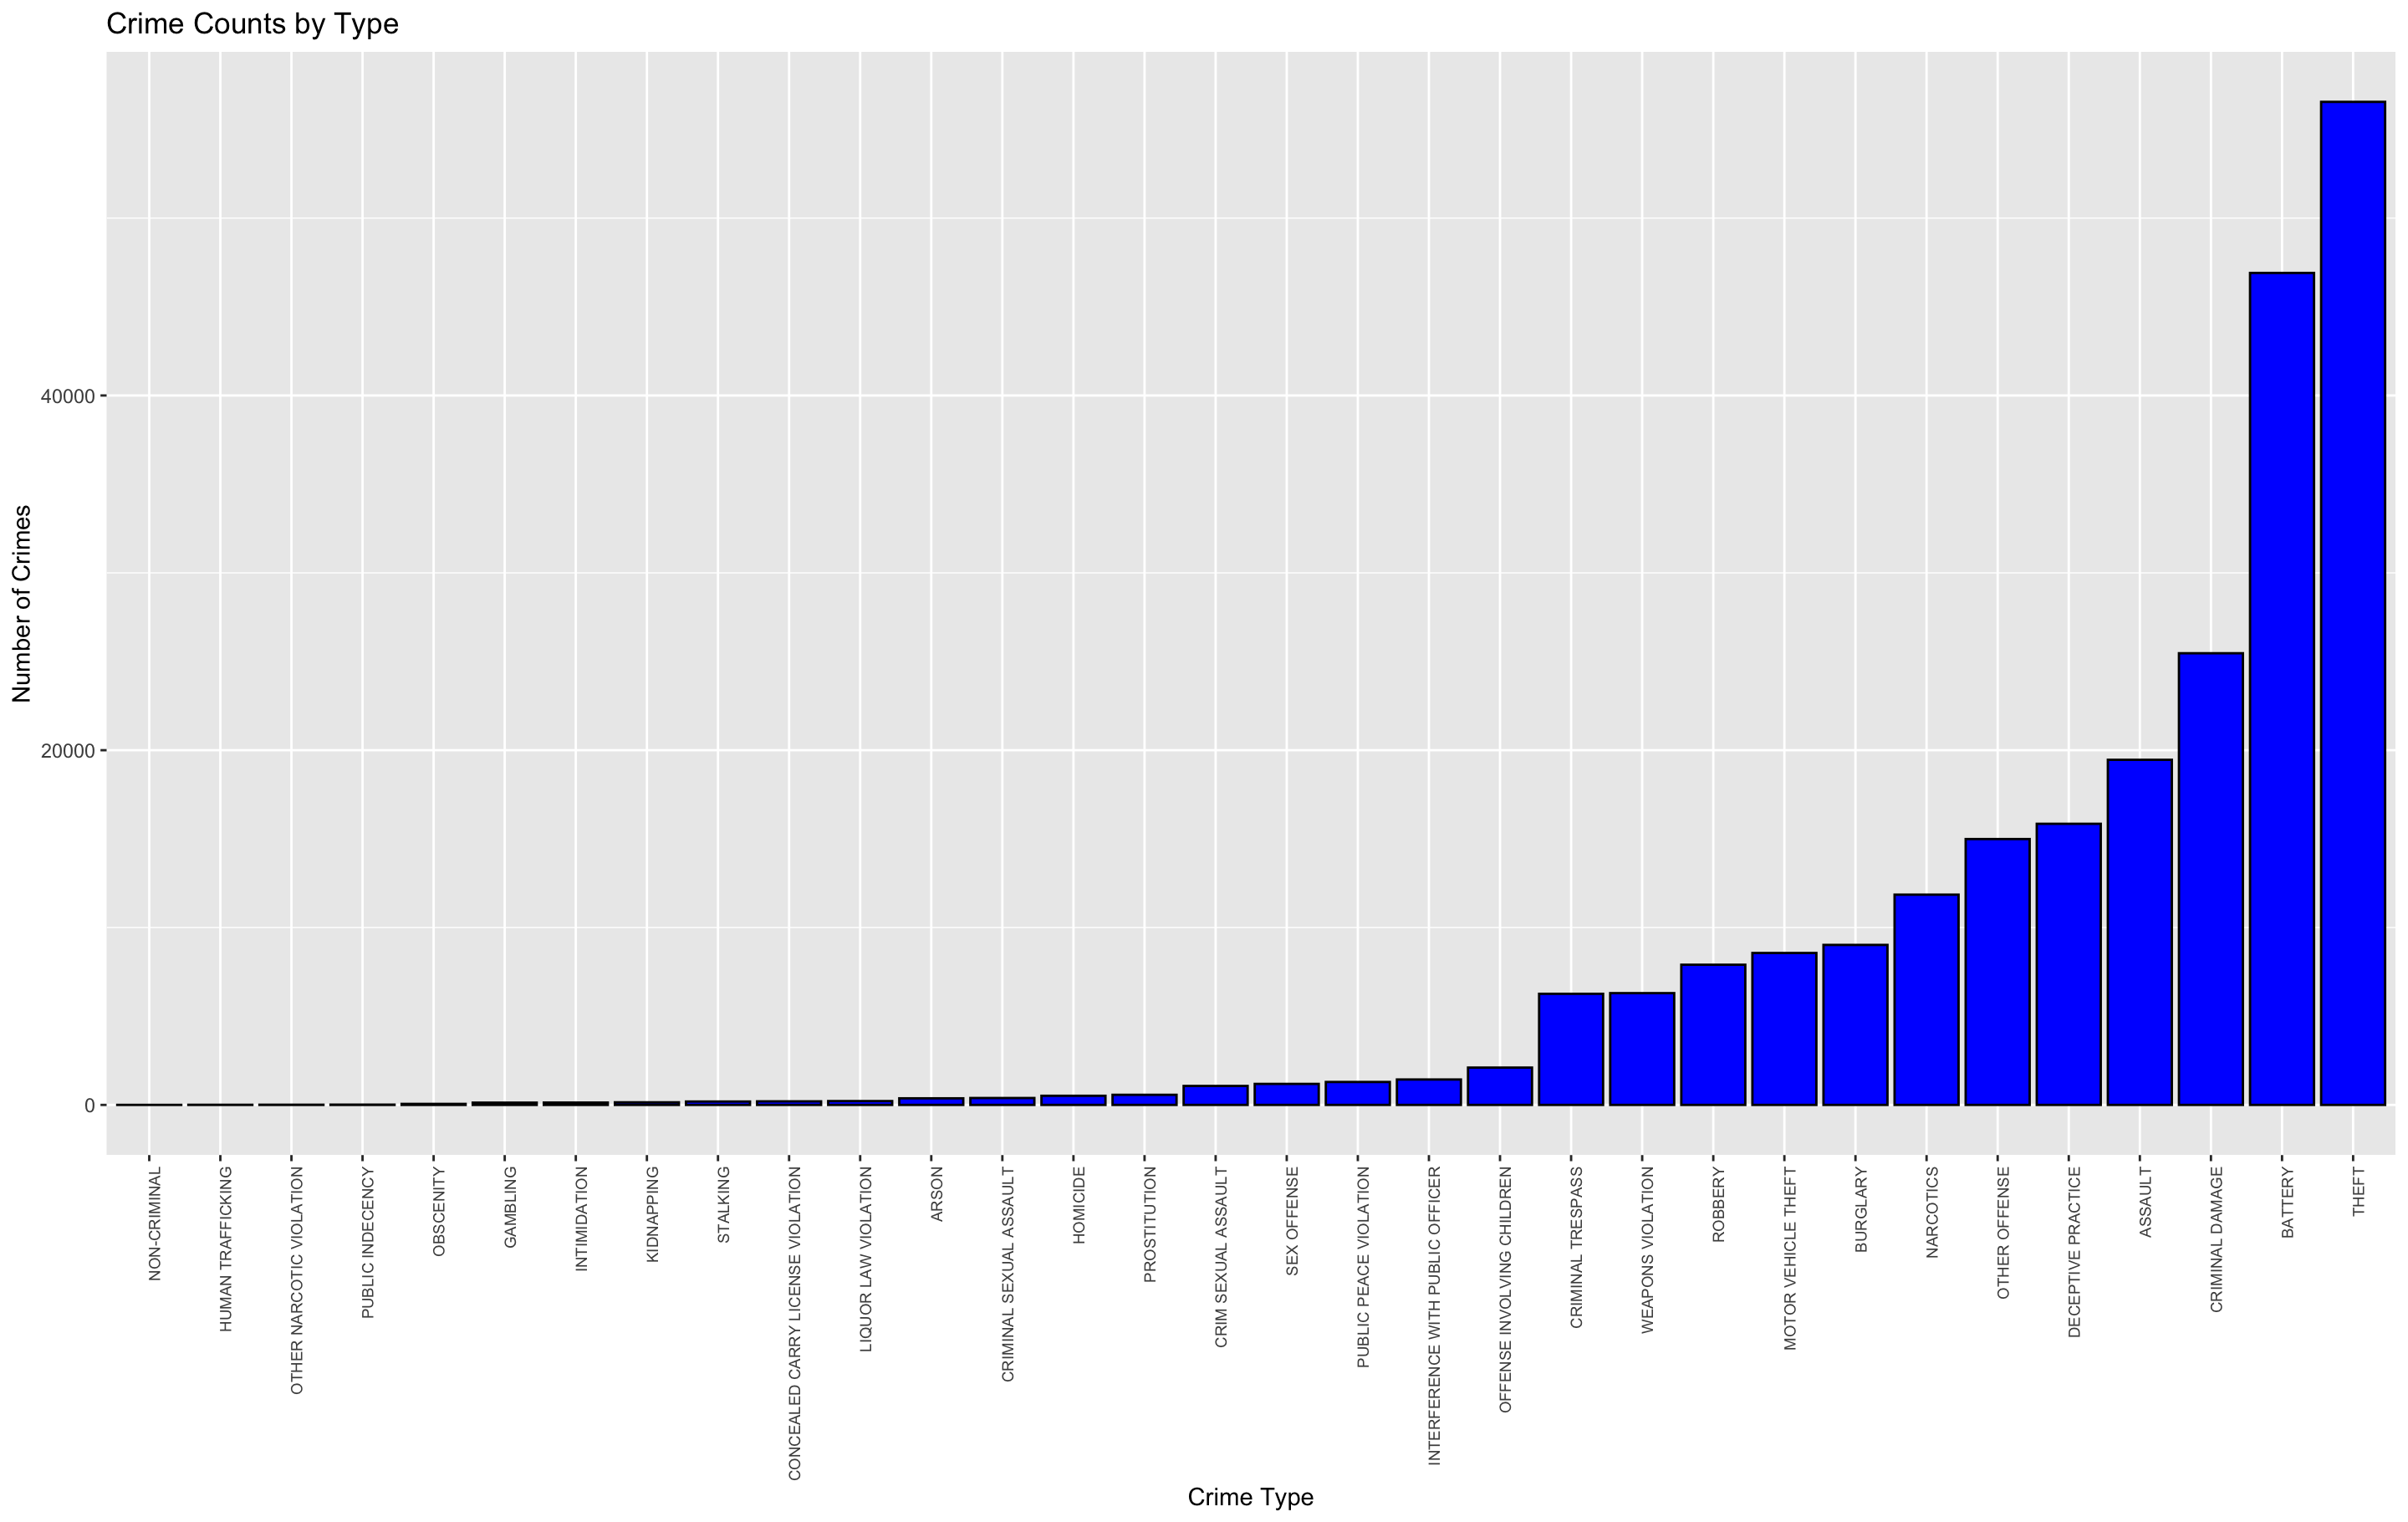 Crime Counts by Type
Number of Crimes
40000
20000
0
NON-CRIMINAL
HUMAN TRAFFICKING
OTHER NARCOTIC VIOLATION
PUBLIC INDECENCY
OBSCENITY
GAMBLING
INTIMIDATION
KIDNAPPING
STALKING
CONCEALED CARRY LICENSE VIOLATION
LIQUOR LAW VIOLATION
ARSON
CRIMINAL SEXUAL ASSAULT
HOMICIDE
PROSTITUTION
CRIM SEXUAL ASSAULT
SEX OFFENSE
PUBLIC PEACE VIOLATION
INTERFERENCE WITH PUBLIC OFFICER
OFFENSE INVOLVING CHILDREN
CRIMINAL TRESPASS
WEAPONS VIOLATION
ROBBERY
MOTOR VEHICLE THEFT
BURGLARY
NARCOTICS
OTHER OFFENSE
DECEPTIVE PRACTICE
ASSAULT
CRIMINAL DAMAGE
BATTERY
THEFT
Crime Type